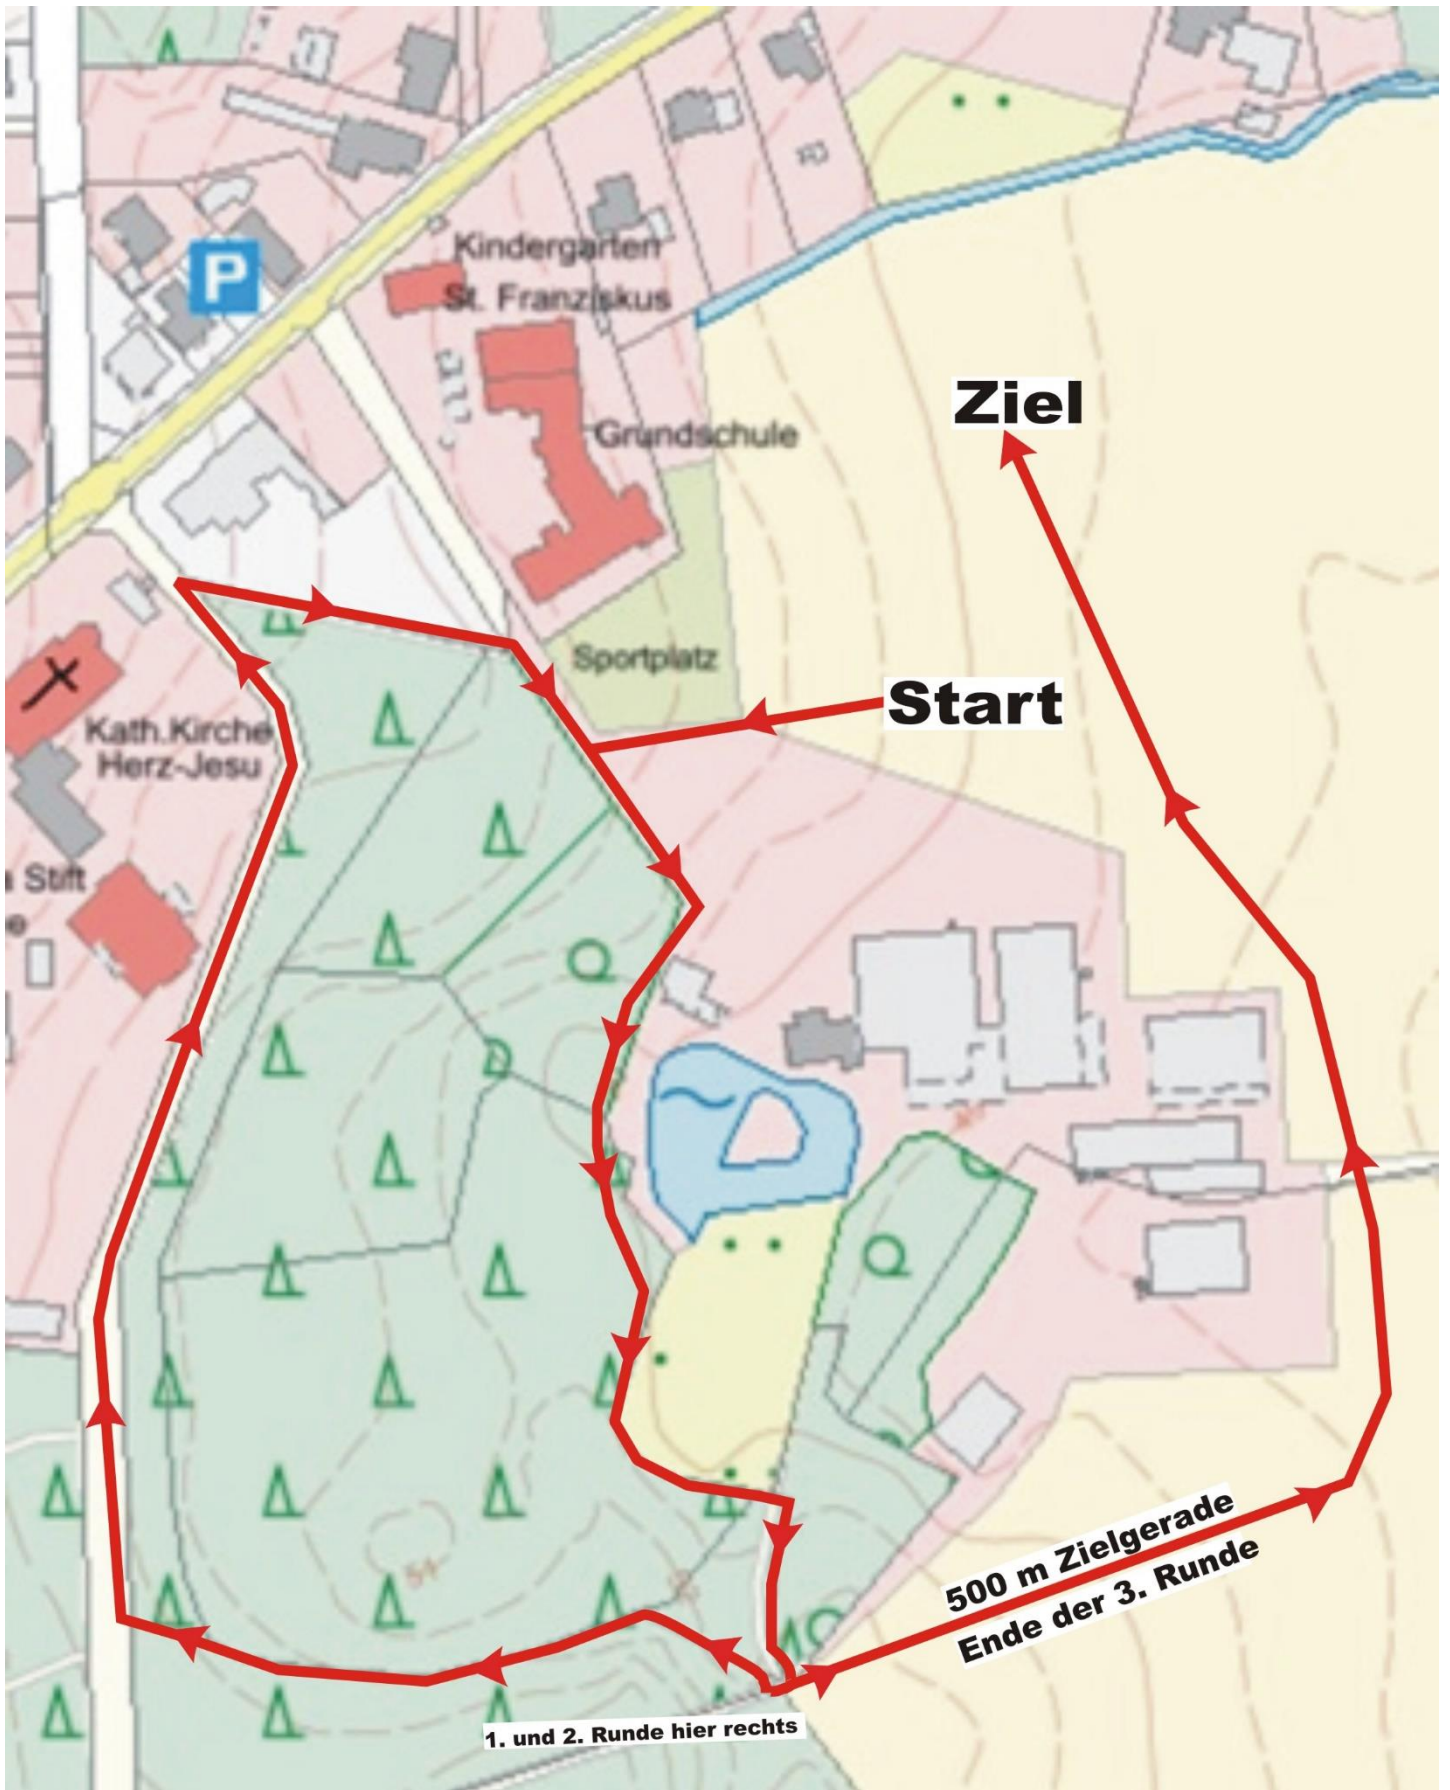 P
Kindergarten
St. Franziskus
Ziel
Grundschule
Sportplatz
Start
Kath.Kirche
Herz-Jesu
Stift
500 m Zielgerade
Ende der 3. Runde
1. und 2. Runde hier rechts